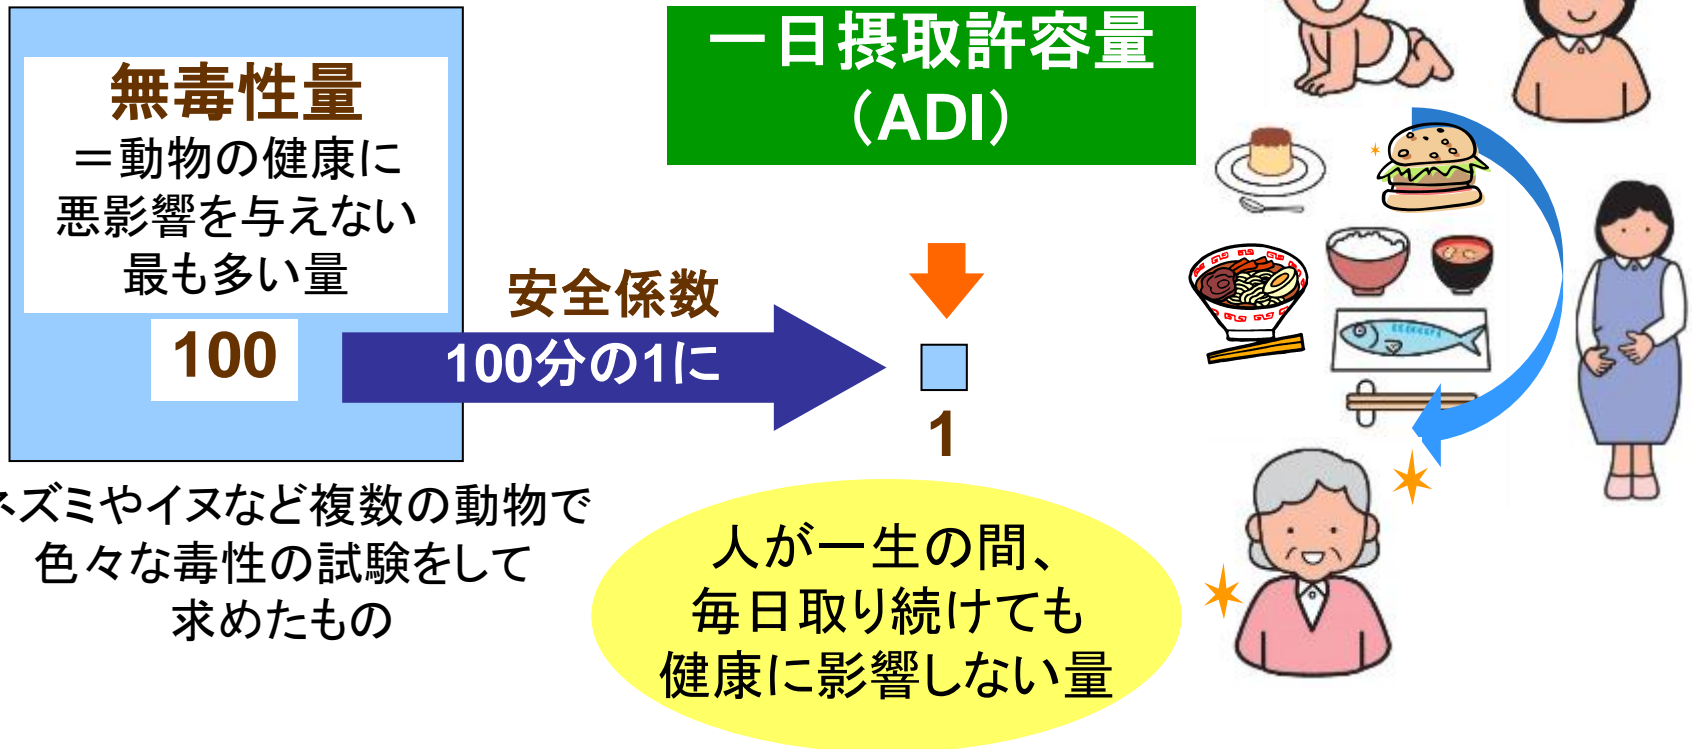 無毒性量
＝動物の健康に
悪影響を与えない
最も多い量
100
安全係数
100分の1に
一日摂取許容量
（ADI）
1
ネズミやイヌなど複数の動物で
色々な毒性の試験をして
求めたもの
人が一生の間、
毎日取り続けても
健康に影響しない量